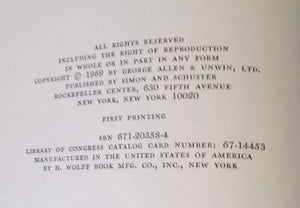 ALL RIGHTS RESERVED
INCLUDING THE RIGHT OF REPRODUCTION
IN WHOLE OR IN PART IN ANY FORM
COPYRIGHT © 1969 BY GEORGE ALLEN & UNWIN, LTD.
PUBLISHED BY SIMON AND SCHUSTER
ROCKEFELLER CENTER, 630 FIFTH AVENUE
NEW YORK, NEW YORK 10020
FIRST PRINTING
SBN 671-20358-4
LIBRARY OF CONGRESS CATALOG CARD NUMBER: 67-14453
MANUFACTURED IN THE UNITED STATES OF AMERICA
BY H. WOLFF BOOK MFG. CO., INC., NEW YORK